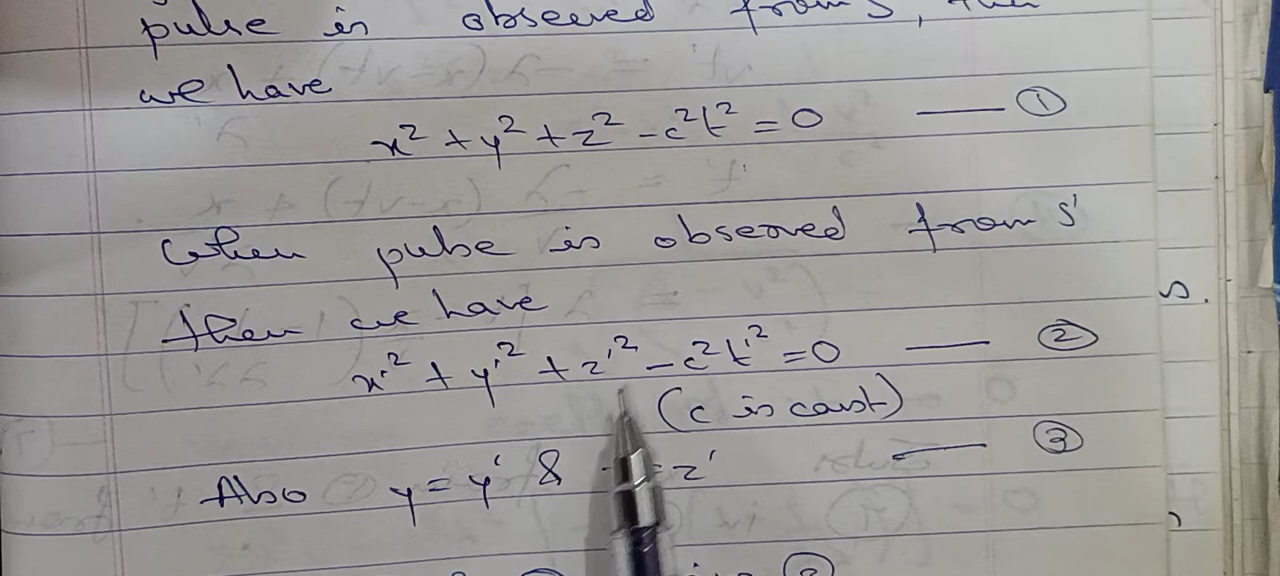 pulse is observed from S, then
we have
x² + y² + z² - c²t² = 0 —— ①
When pulse is observed from S'
then we have
x'² + y'² + z'² - c²t'² = 0 —— ②
(c is const)
Also y = y' & = z' —— ③